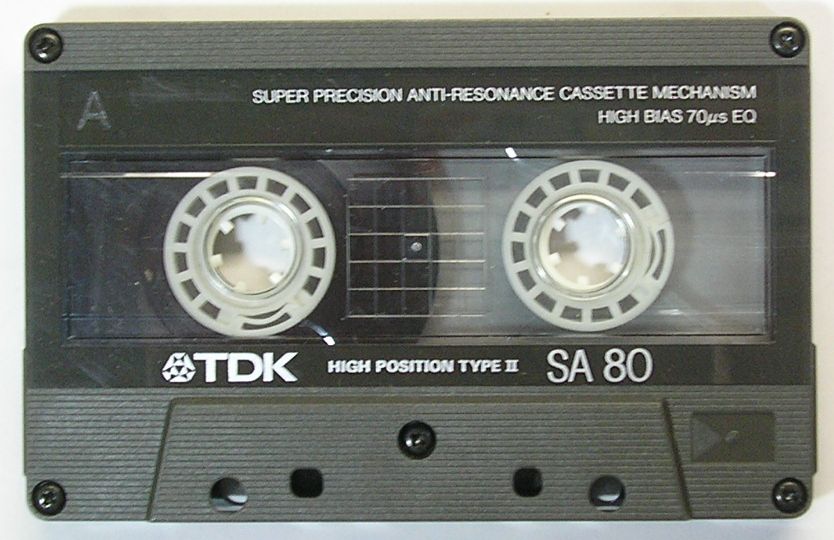 SUPER PRECISION ANTI-RESONANCE CASSETTE MECHANISM
A
HIGH BIAS 70µs EQ
TDK HIGH POSITION TYPE II SA 80